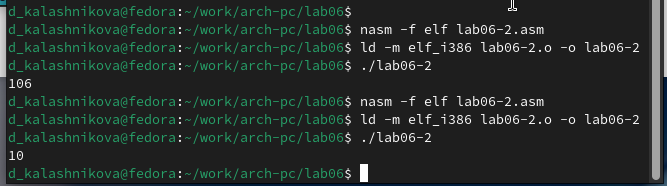 d_kalashnikova@fedora:~/work/arch-pc/lab06$
d_kalashnikova@fedora:~/work/arch-pc/lab06$ nasm -f elf lab06-2.asm
d_kalashnikova@fedora:~/work/arch-pc/lab06$ ld -m elf_i386 lab06-2.o -o lab06-2
d_kalashnikova@fedora:~/work/arch-pc/lab06$ ./lab06-2
106
d_kalashnikova@fedora:~/work/arch-pc/lab06$ nasm -f elf lab06-2.asm
d_kalashnikova@fedora:~/work/arch-pc/lab06$ ld -m elf_i386 lab06-2.o -o lab06-2
d_kalashnikova@fedora:~/work/arch-pc/lab06$ ./lab06-2
10
d_kalashnikova@fedora:~/work/arch-pc/lab06$